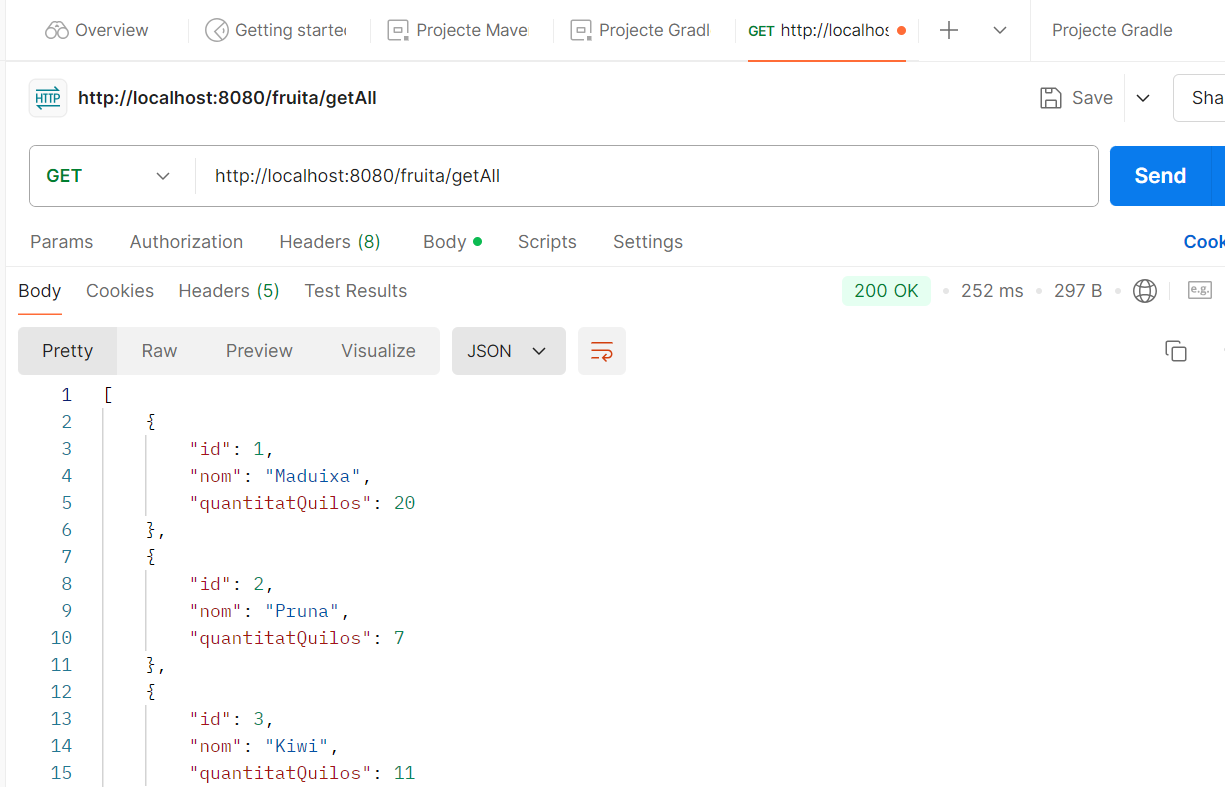 Overview Getting starte Projecte Mave Projecte Gradl GET http://localhos Projecte Gradle
HTTP http://localhost:8080/fruita/getAll Save Sha
GET http://localhost:8080/fruita/getAll Send
Params Authorization Headers (8) Body Scripts Settings Cook
Body Cookies Headers (5) Test Results 200 OK 252 ms 297 B e.g.
Pretty Raw Preview Visualize JSON
1 [
2 {
3 "id": 1,
4 "nom": "Maduixa",
5 "quantitatQuilos": 20
6 },
7 {
8 "id": 2,
9 "nom": "Pruna",
10 "quantitatQuilos": 7
11 },
12 {
13 "id": 3,
14 "nom": "Kiwi",
15 "quantitatQuilos": 11